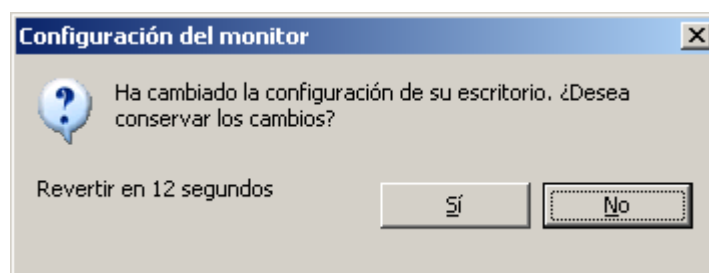 Configuración del monitor
Ha cambiado la configuración de su escritorio. ¿Desea
conservar los cambios?
Revertir en 12 segundos
Sí
No